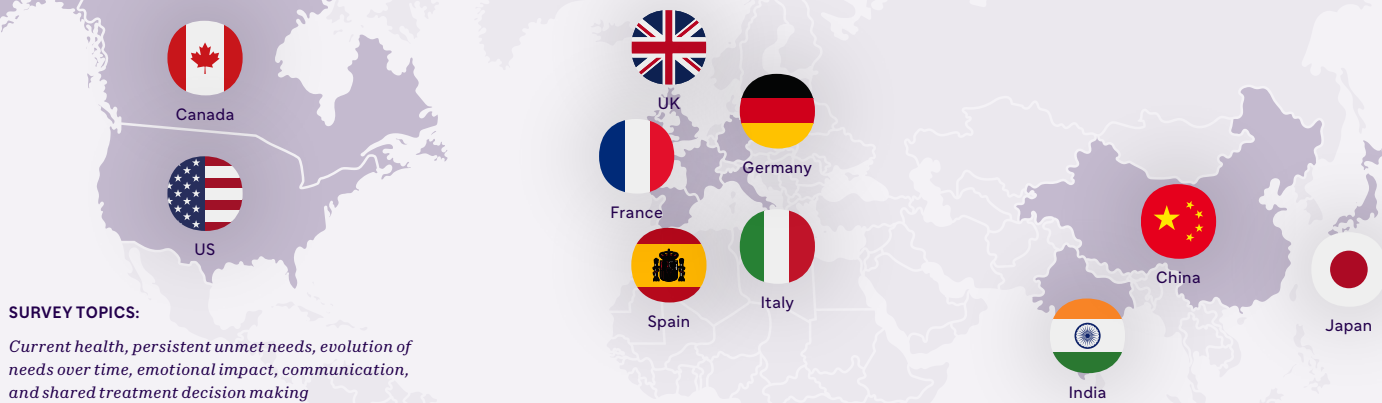 Canada
US
UK
Germany
France
Spain
Italy
China
India
Japan
SURVEY TOPICS:
Current health, persistent unmet needs, evolution of
needs over time, emotional impact, communication,
and shared treatment decision making